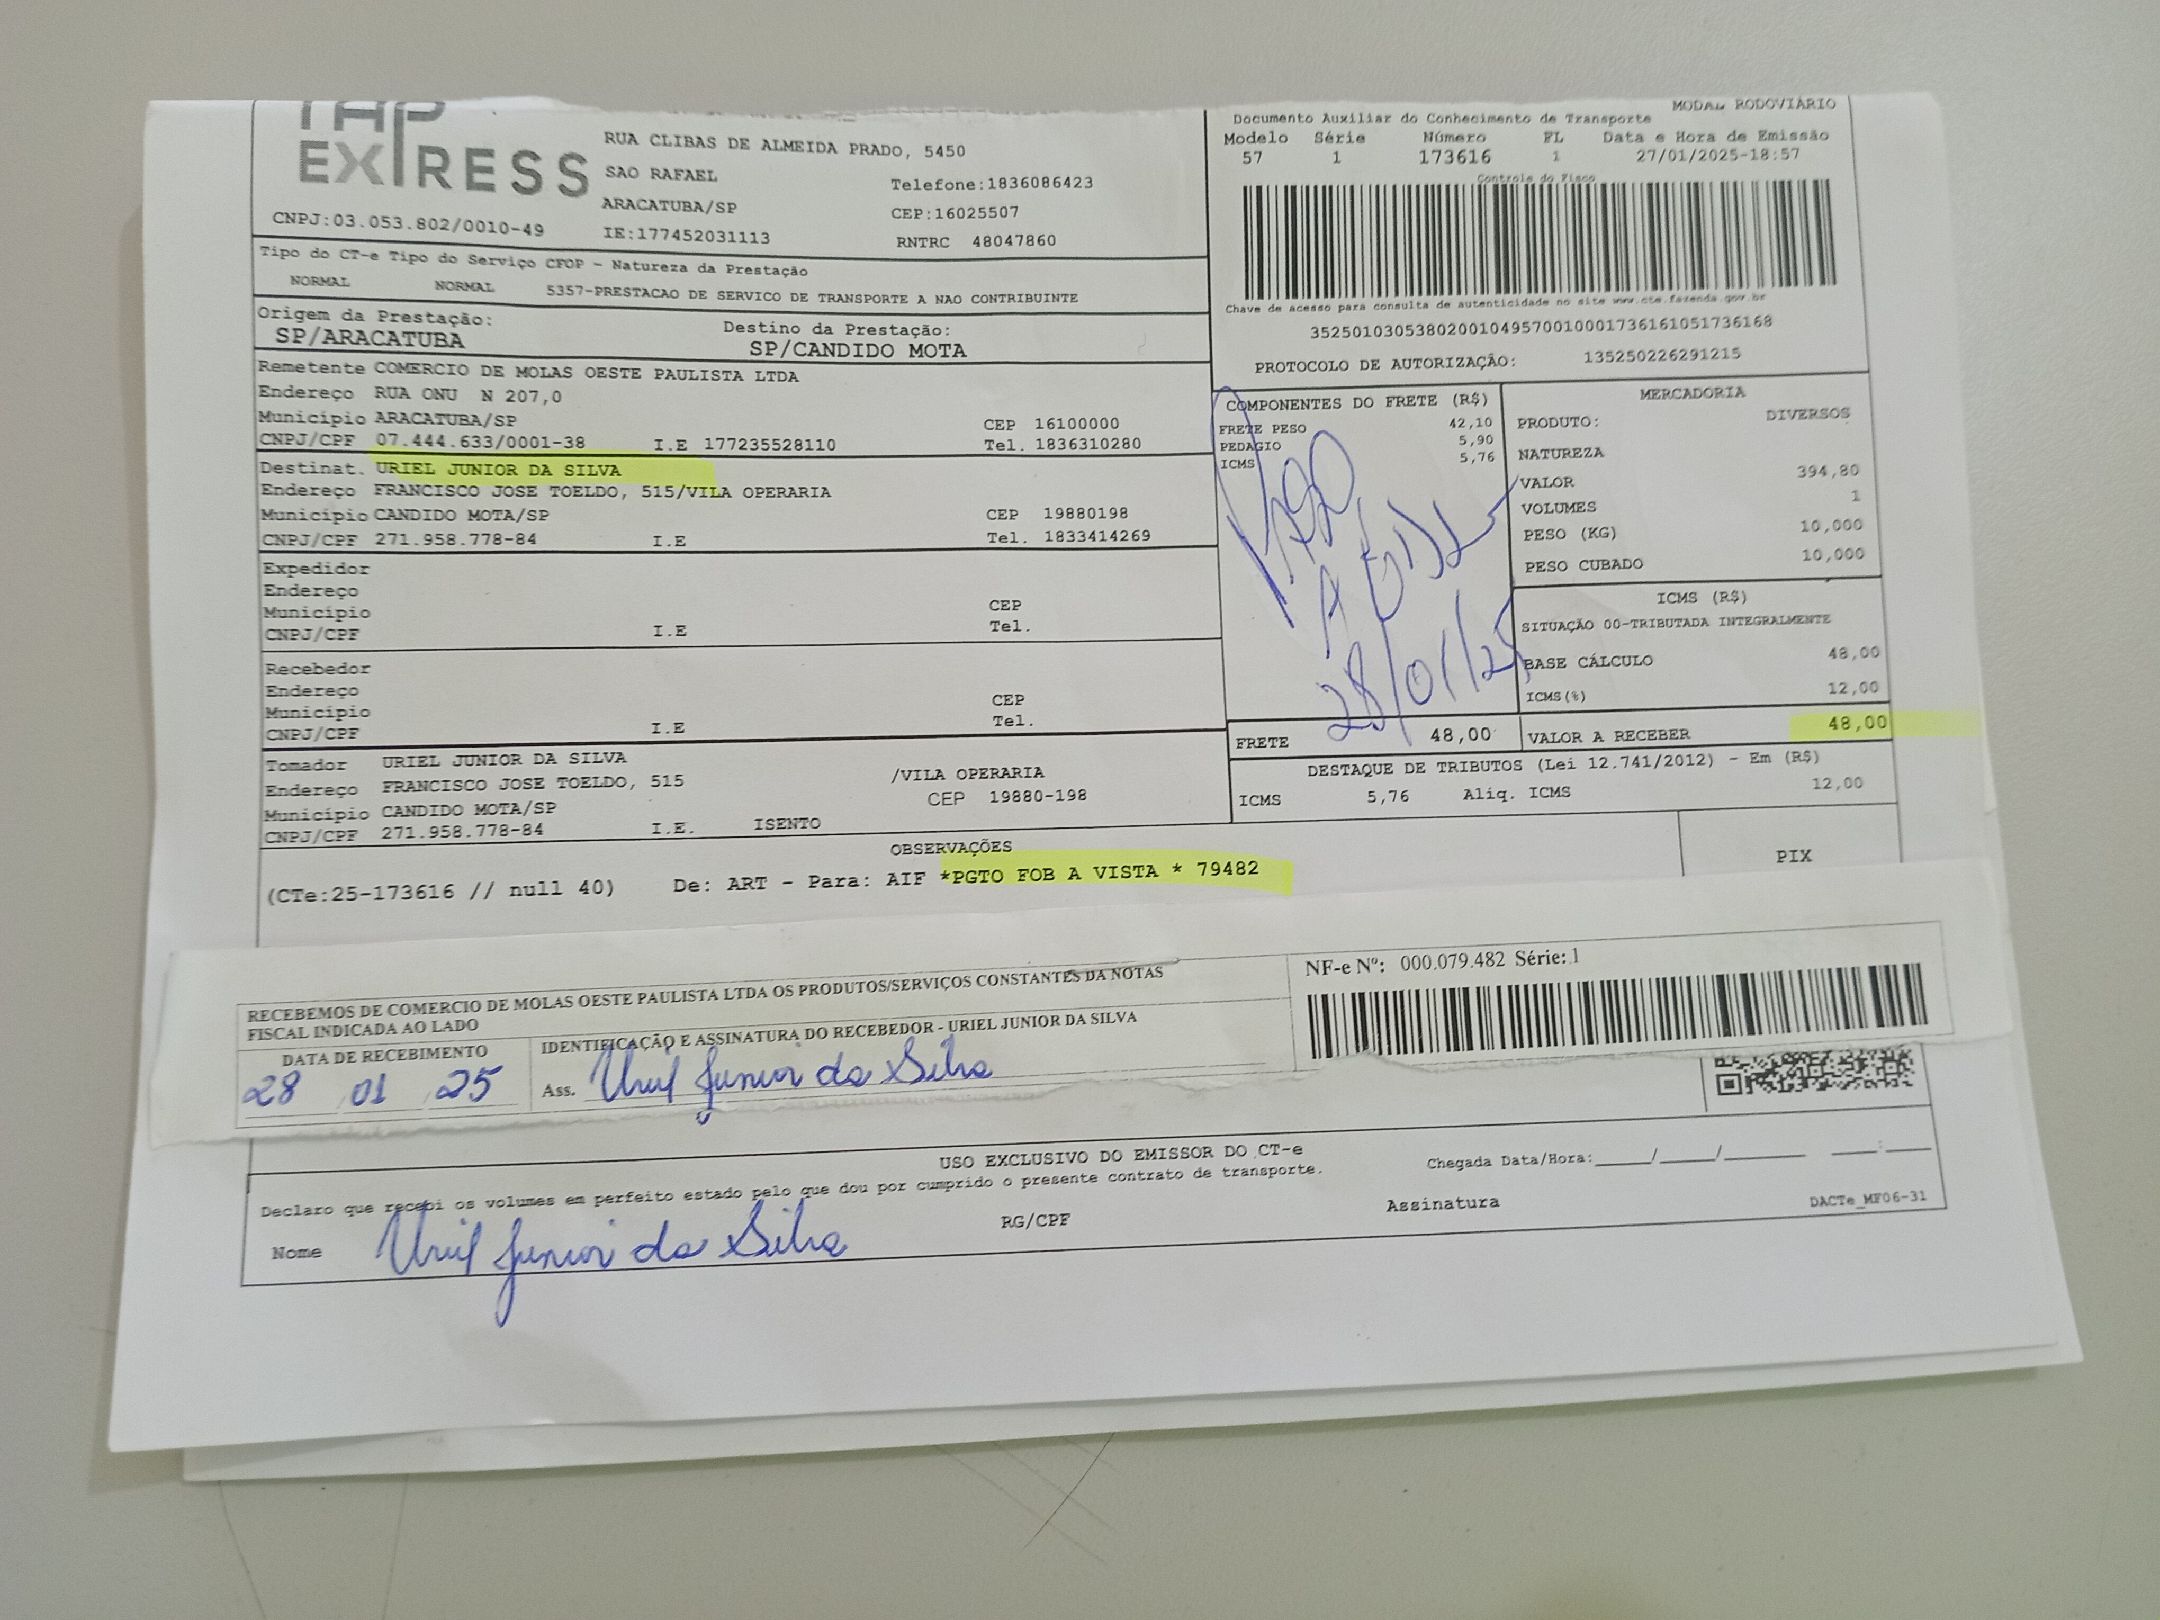 TAP
EXPRESS
CNPJ:03.053.802/0010-49
RUA CLIBAS DE ALMEIDA PRADO, 5450
SAO RAFAEL
Telefone:1836086423
ARACATUBA/SP
CEP:16025507
IE:177452031113
RNTRC 48047860
MODAL RODOVIÁRIO
Documento Auxiliar do Conhecimento de Transporte
Modelo Série Número FL Data e Hora de Emissão
57 1 173616 1 27/01/2025-18:57
Controle do Fisco
Chave de acesso para consulta de autenticidade no site www.cte.fazenda.gov.br
35250103053802001049570010001736161051736168
PROTOCOLO DE AUTORIZAÇÃO: 135250226291215
Tipo do CT-e Tipo do Serviço CFOP - Natureza da Prestação
NORMAL NORMAL 5357-PRESTACAO DE SERVICO DE TRANSPORTE A NAO CONTRIBUINTE
Origem da Prestação: Destino da Prestação:
SP/ARACATUBA SP/CANDIDO MOTA
Remetente COMERCIO DE MOLAS OESTE PAULISTA LTDA
Endereço RUA ONU N 207,0
Município ARACATUBA/SP CEP 16100000
CNPJ/CPF 07.444.633/0001-38 I.E 177235528110 Tel. 1836310280
Destinat. URIEL JUNIOR DA SILVA
Endereço FRANCISCO JOSE TOELDO, 515/VILA OPERARIA
Município CANDIDO MOTA/SP CEP 19880198
CNPJ/CPF 271.958.778-84 I.E Tel. 1833414269
Expedidor
Endereço
Município CEP
CNPJ/CPF I.E Tel.
Recebedor
Endereço
Município CEP
CNPJ/CPF I.E Tel.
Tomador URIEL JUNIOR DA SILVA
Endereço FRANCISCO JOSE TOELDO, 515 /VILA OPERARIA
Município CANDIDO MOTA/SP CEP 19880-198
CNPJ/CPF 271.958.778-84 I.E. ISENTO
COMPONENTES DO FRETE (R$)
FRETE PESO 42,10
PEDAGIO 5,90
ICMS 5,76
PAGO
A
28/01/25
FRETE 48,00
MERCADORIA
PRODUTO: DIVERSOS
NATUREZA
VALOR 394,80
VOLUMES 1
PESO (KG) 10,000
PESO CUBADO 10,000
ICMS (R$)
SITUAÇÃO 00-TRIBUTADA INTEGRALMENTE
BASE CÁLCULO 48,00
ICMS(%) 12,00
VALOR A RECEBER 48,00
DESTAQUE DE TRIBUTOS (Lei 12.741/2012) - Em (R$)
ICMS 5,76 Aliq. ICMS 12,00
OBSERVAÇÕES
(CTe:25-173616 // null 40) De: ART - Para: AIF *PGTO FOB A VISTA * 79482
PIX
RECEBEMOS DE COMERCIO DE MOLAS OESTE PAULISTA LTDA OS PRODUTOS/SERVIÇOS CONSTANTES DA NOTAS
FISCAL INDICADA AO LADO
DATA DE RECEBIMENTO
28 01 25
IDENTIFICAÇÃO E ASSINATURA DO RECEBEDOR - URIEL JUNIOR DA SILVA
Ass. Uriel Junior da Silva
NF-e Nº: 000.079.482 Série:1
USO EXCLUSIVO DO EMISSOR DO CT-e
Declaro que recebi os volumes em perfeito estado pelo que dou por cumprido o presente contrato de transporte.
Chegada Data/Hora:____/____/______ ____:____
Nome Uriel Junior da Silva RG/CPF Assinatura
DACTe_MF06-31